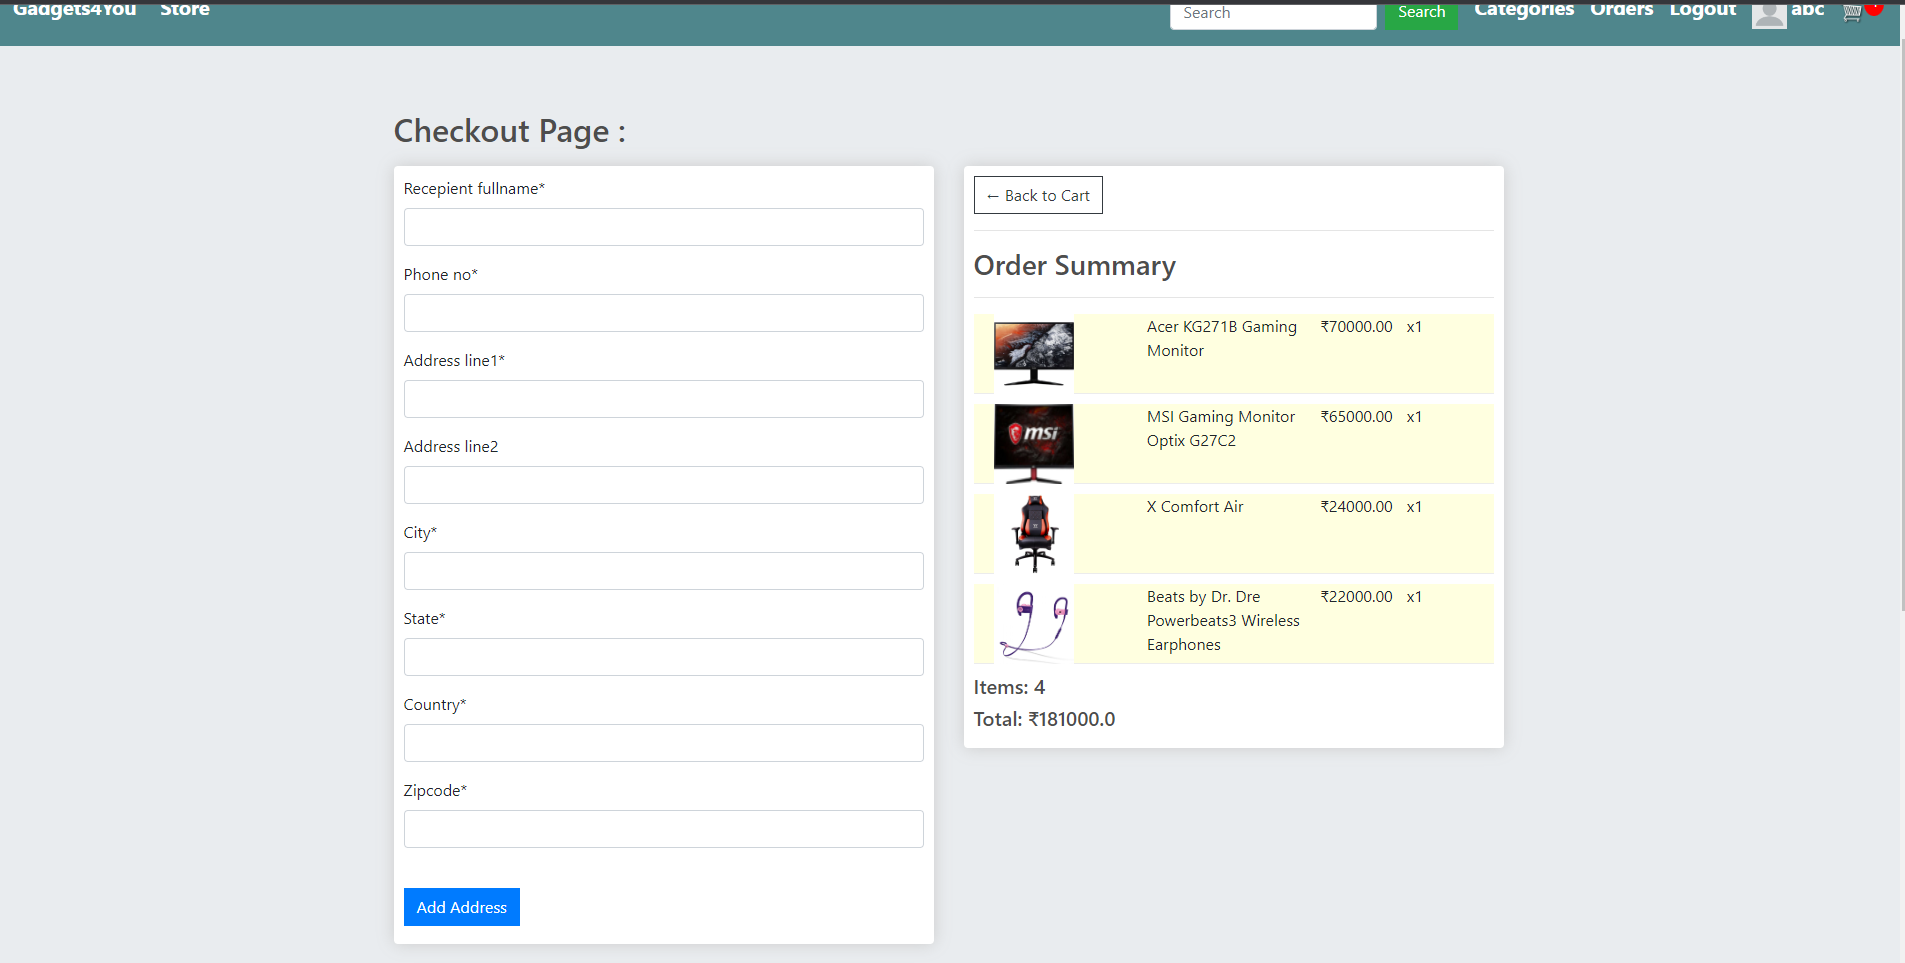 Gadgets4You Store Search Search Categories Orders Logout abc
Checkout Page :
Recepient fullname*
Phone no*
Address line1*
Address line2
City*
State*
Country*
Zipcode*
Add Address
← Back to Cart
Order Summary
Acer KG271B Gaming ₹70000.00 x1
Monitor
msi
MSI Gaming Monitor ₹65000.00 x1
Optix G27C2
X Comfort Air ₹24000.00 x1
Beats by Dr. Dre ₹22000.00 x1
Powerbeats3 Wireless
Earphones
Items: 4
Total: ₹181000.0